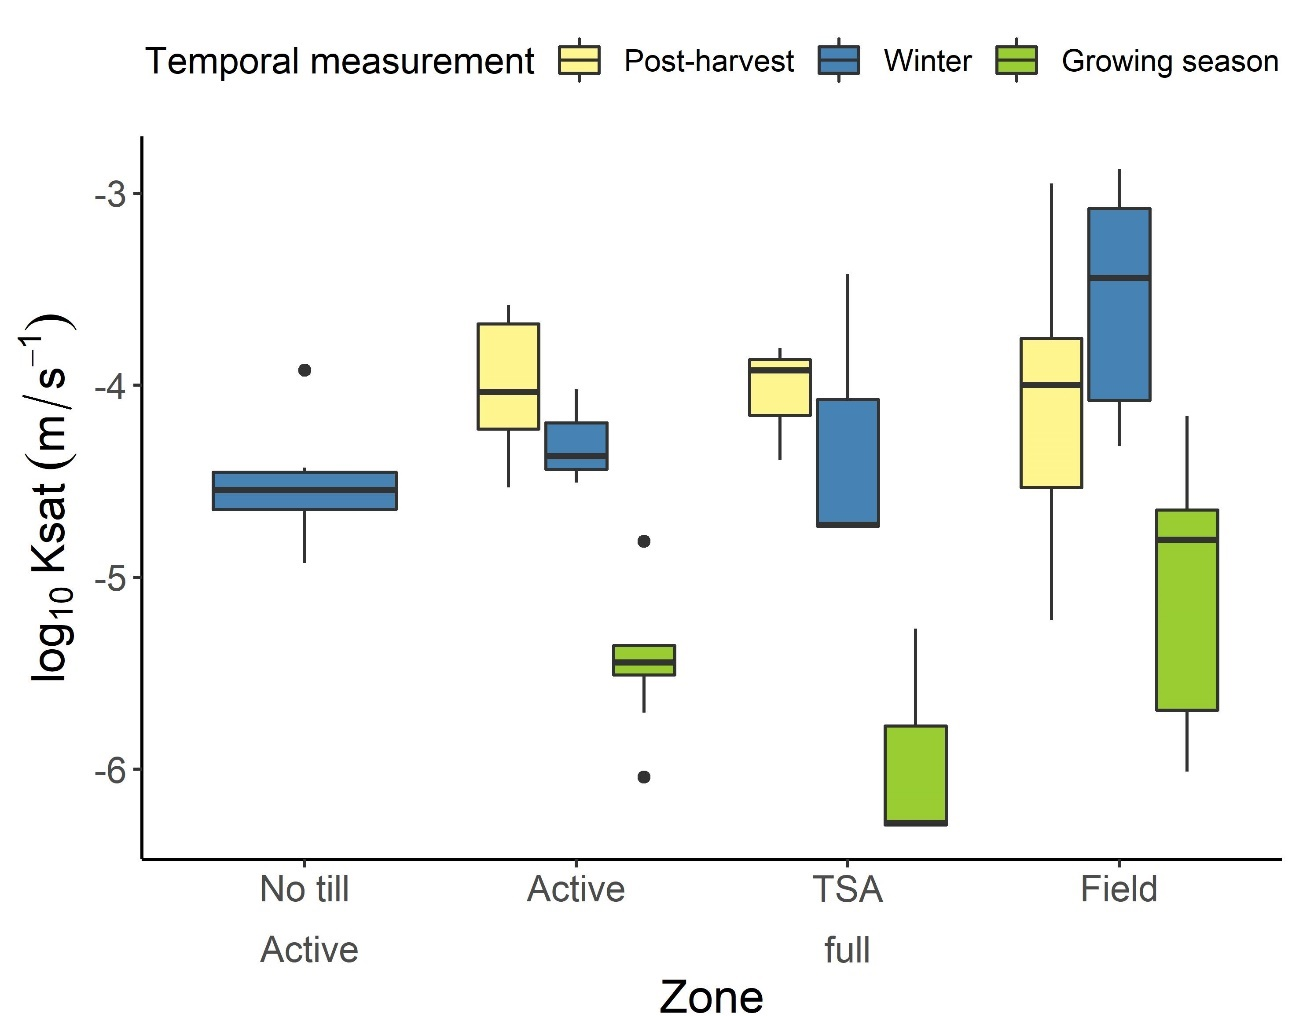 Temporal measurement Post-harvest Winter Growing season
-3
-4
-5
-6
log₁₀ Ksat (m/s⁻¹)
No till Active TSA Field
Active full
Zone